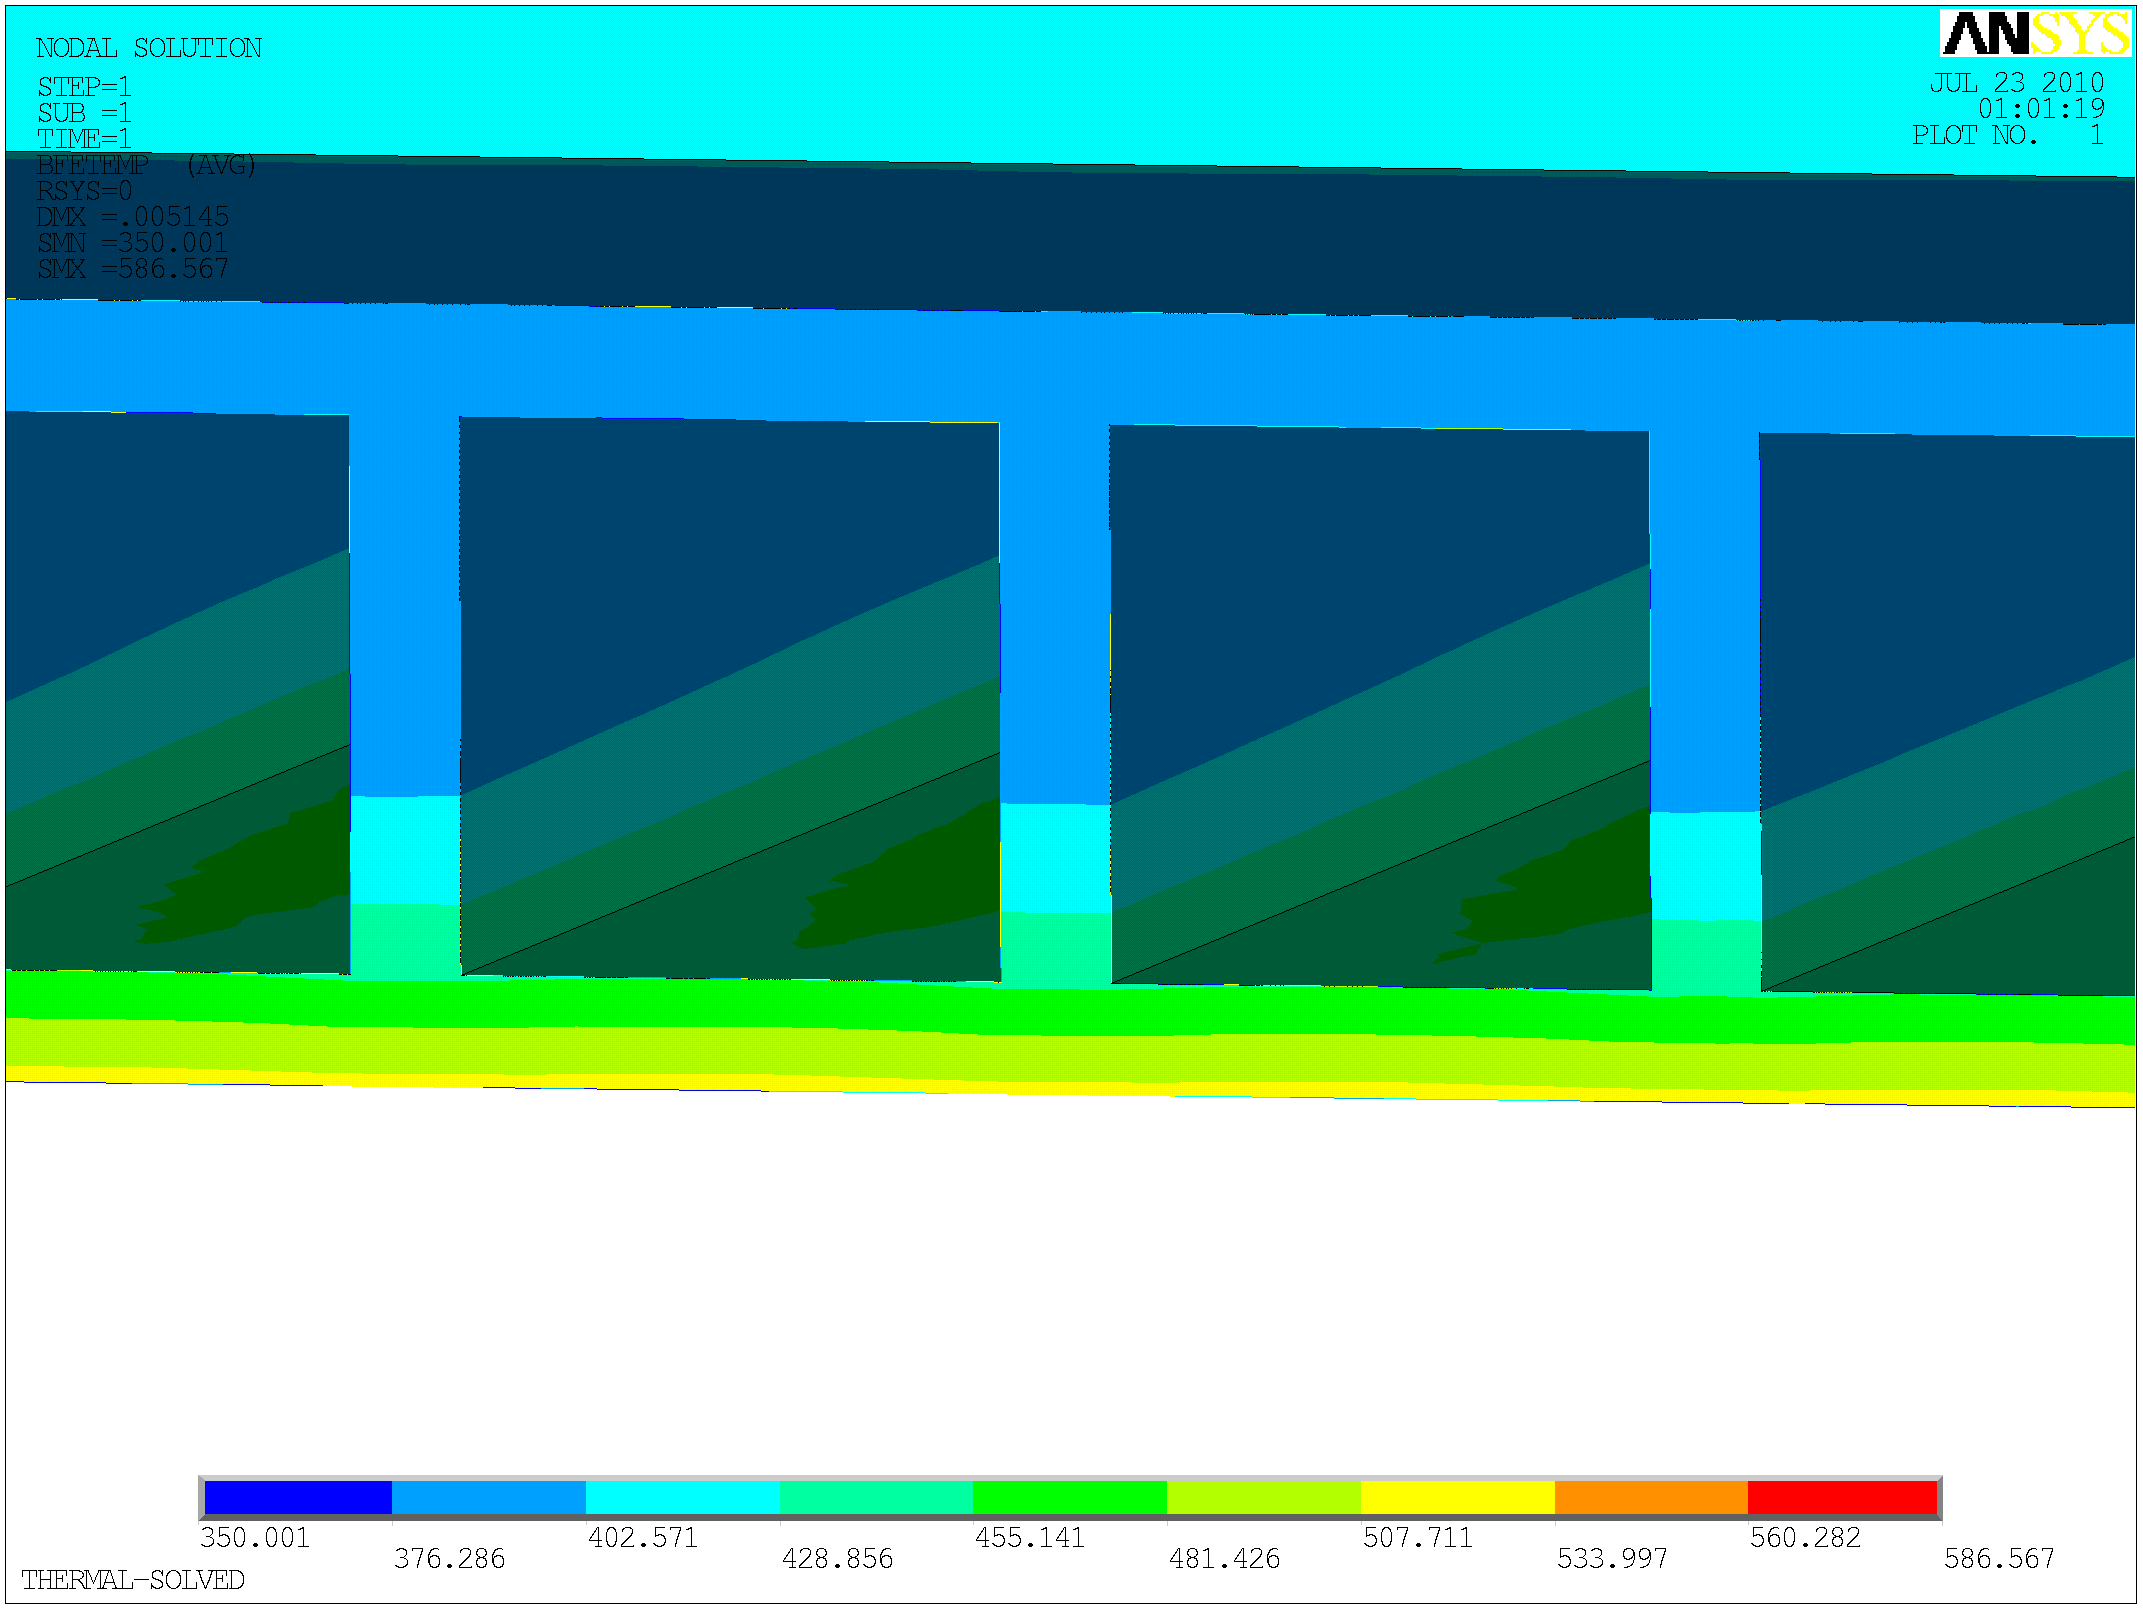 ANSYS
NODAL SOLUTION
STEP=1
SUB =1
TIME=1
BFETEMP (AVG)
RSYS=0
DMX =.005145
SMN =350.001
SMX =586.567
JUL 23 2010
01:01:19
PLOT NO. 1
350.001
376.286
402.571
428.856
455.141
481.426
507.711
533.997
560.282
586.567
THERMAL-SOLVED